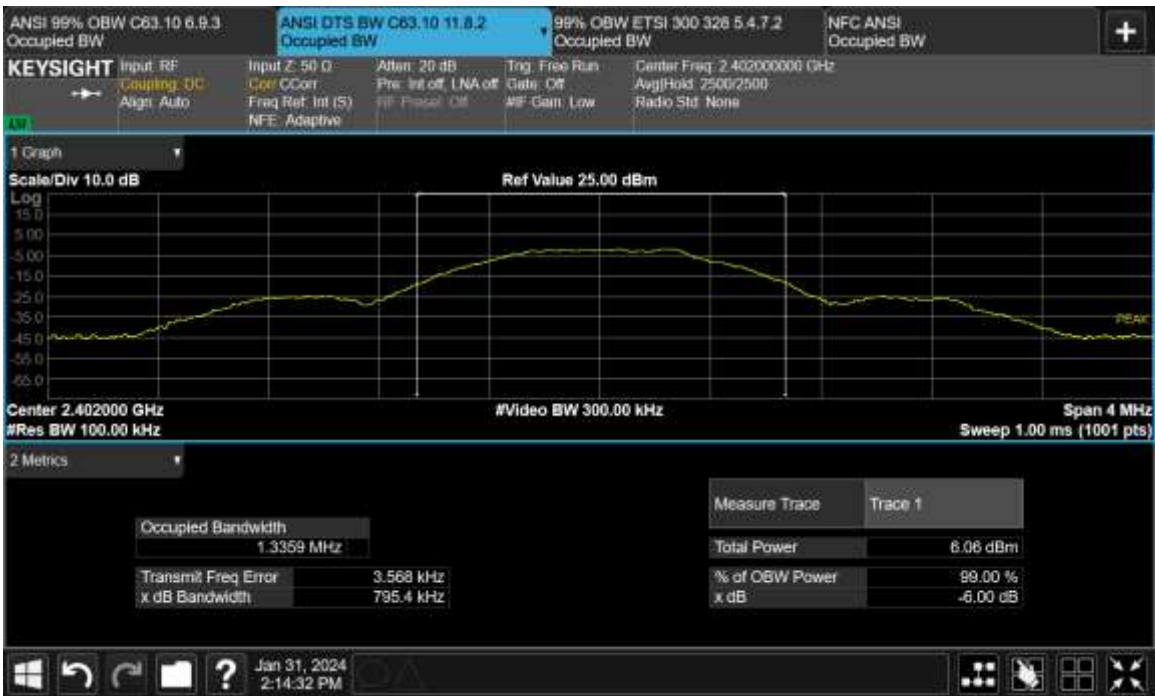 ANSI 99% OBW C63.10 6.9.3
Occupied BW
ANSI DTS BW C63.10 11.8.2
Occupied BW
99% OBW ETSI 300 328 5.4.7.2
Occupied BW
NFC ANSI
Occupied BW
+
KEYSIGHT
Input: RF
Coupling: DC
Align: Auto
Input Z: 50 Ω
Corr CCorr
Freq Ref: Int (S)
NFE: Adaptive
Atten: 20 dB
Pre: Int off, LNA off
RF Presel: Off
Trig: Free Run
Gate: Off
#IF Gain: Low
Center Freq: 2.402000000 GHz
Avg|Hold: 2500/2500
Radio Std: None
1 Graph
Scale/Div 10.0 dB
Ref Value 25.00 dBm
Log
15.0
5.00
-5.00
-15.0
-25.0
-35.0
-45.0
-55.0
-65.0
PEAK
Center 2.402000 GHz
#Video BW 300.00 kHz
Span 4 MHz
#Res BW 100.00 kHz
Sweep 1.00 ms (1001 pts)
2 Metrics
Measure Trace Trace 1
Occupied Bandwidth
1.3359 MHz
Total Power 6.06 dBm
Transmit Freq Error 3.568 kHz
% of OBW Power 99.00 %
x dB Bandwidth 795.4 kHz
x dB -6.00 dB
?
Jan 31, 2024
2:14:32 PM